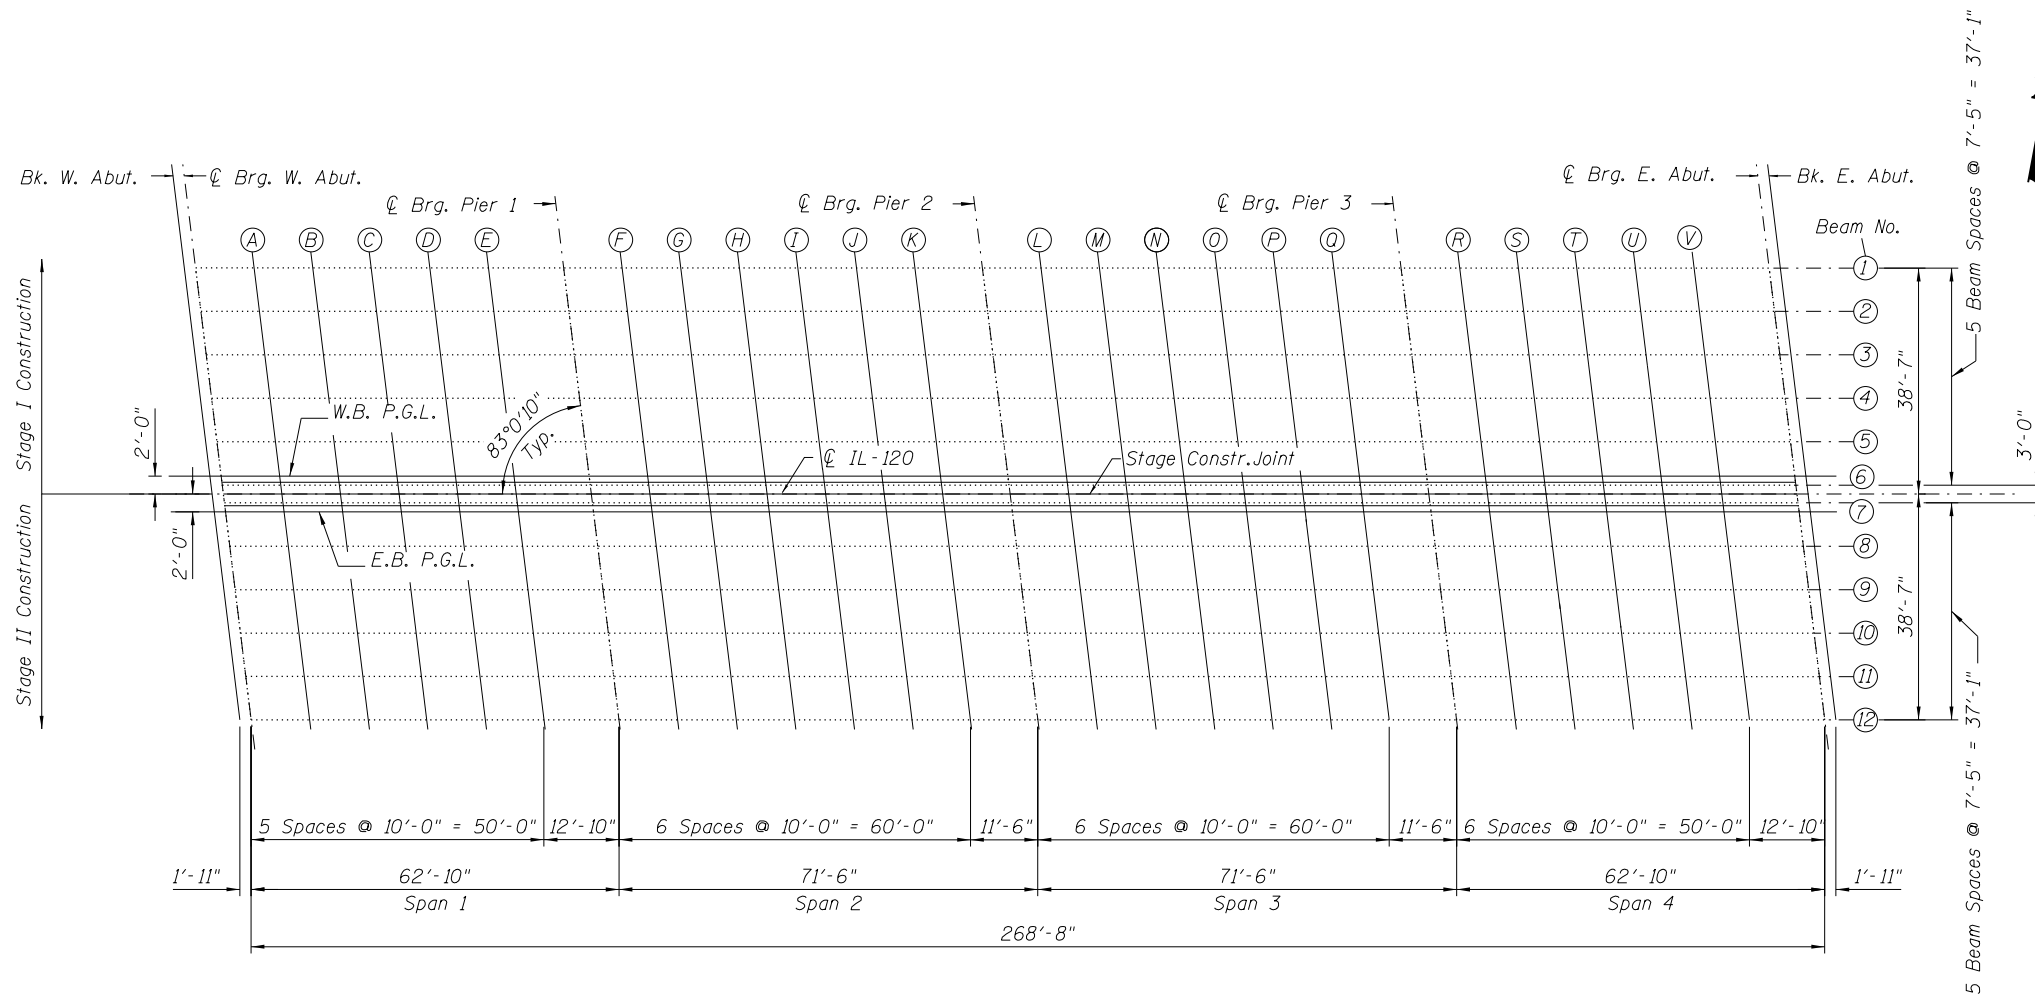 5 Beam Spaces @ 7'-5" = 37'-1"
Bk. W. Abut.
℄ Brg. W. Abut.
℄ Brg. Pier 1
℄ Brg. Pier 2
℄ Brg. Pier 3
℄ Brg. E. Abut.
Bk. E. Abut.
Beam No.
A B C D E F G H I J K L M N O P Q R S T U V
1
2
3
4
5
6
7
8
9
10
11
12
Stage I Construction
Stage II Construction
2'-0"
2'-0"
W.B. P.G.L.
E.B. P.G.L.
83°0'10"
Typ.
℄ IL-120
Stage Constr. Joint
38'-7"
38'-7"
3'-0"
5 Beam Spaces @ 7'-5" = 37'-1"
5 Spaces @ 10'-0" = 50'-0"
12'-10"
6 Spaces @ 10'-0" = 60'-0"
11'-6"
6 Spaces @ 10'-0" = 60'-0"
11'-6"
6 Spaces @ 10'-0" = 50'-0"
12'-10"
1'-11"
62'-10"
71'-6"
71'-6"
62'-10"
1'-11"
Span 1
Span 2
Span 3
Span 4
268'-8"